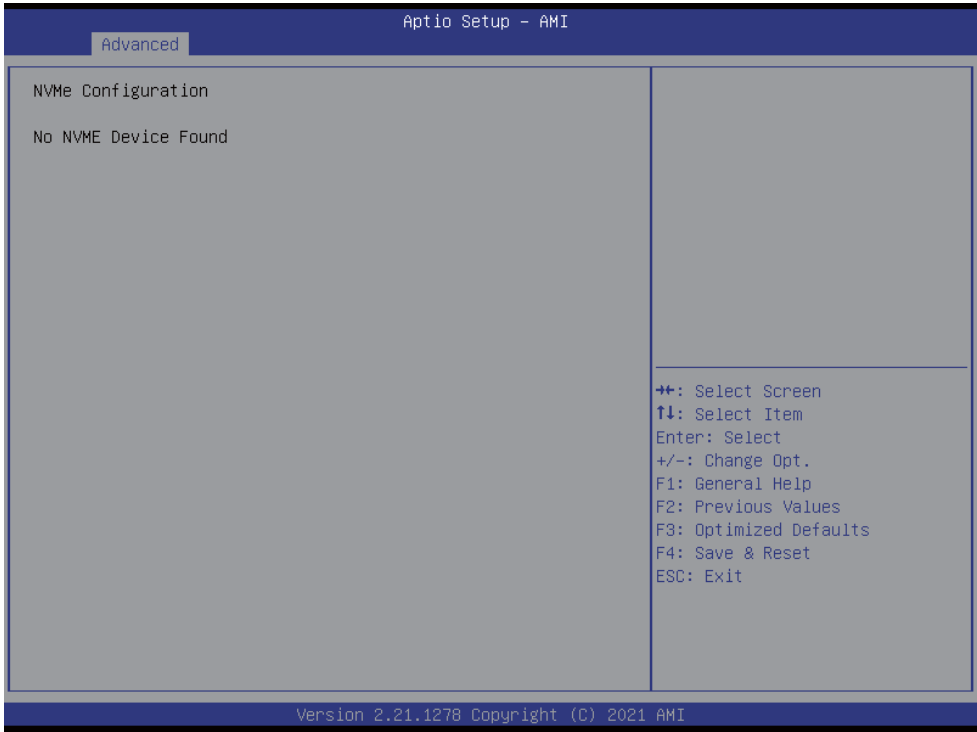 Aptio Setup – AMI
Advanced
NVMe Configuration
No NVME Device Found
→←: Select Screen
↑↓: Select Item
Enter: Select
+/-: Change Opt.
F1: General Help
F2: Previous Values
F3: Optimized Defaults
F4: Save & Reset
ESC: Exit
Version 2.21.1278 Copyright (C) 2021 AMI